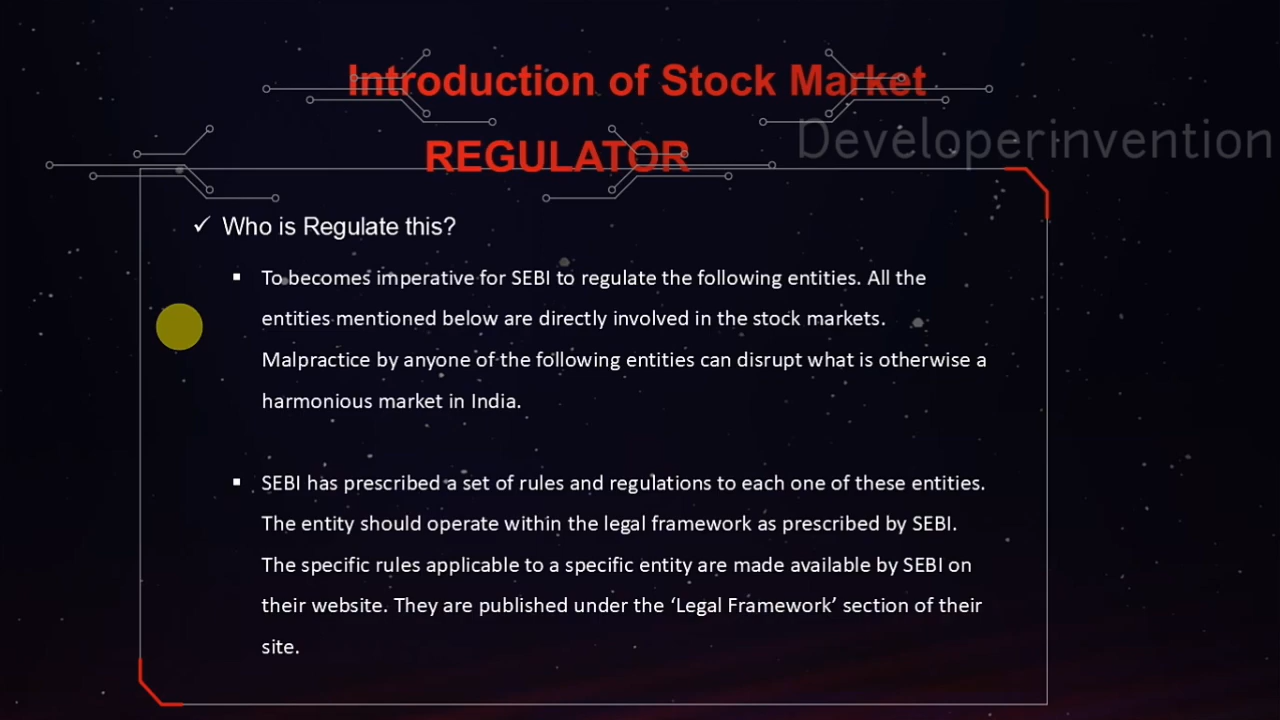 Introduction of Stock Market
REGULATOR
Developerinvention
✓ Who is Regulate this?
▪ To becomes imperative for SEBI to regulate the following entities. All the
entities mentioned below are directly involved in the stock markets.
Malpractice by anyone of the following entities can disrupt what is otherwise a
harmonious market in India.
▪ SEBI has prescribed a set of rules and regulations to each one of these entities.
The entity should operate within the legal framework as prescribed by SEBI.
The specific rules applicable to a specific entity are made available by SEBI on
their website. They are published under the ‘Legal Framework’ section of their
site.